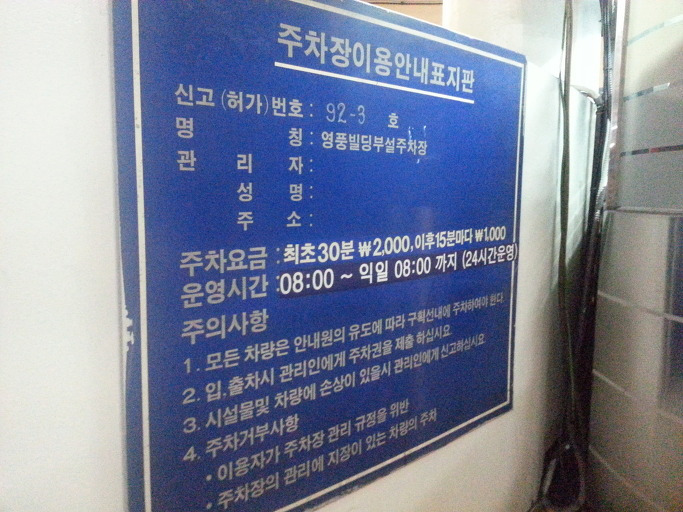 주차장이용안내표지판
신고(허가)번호 : 92-3 호
명 칭 : 영풍빌딩부설주차장
관 리 자 :
성 명 :
주 소 :
주차요금 : 최초30분 ₩2,000, 이후15분마다 ₩1,000
운영시간 : 08:00 ~ 익일 08:00 까지 (24시간운영)
주의사항
1. 모든 차량은 안내원의 유도에 따라 구획선내에 주차하여야 한다
2. 입, 출차시 관리인에게 주차권을 제출 하십시요.
3. 시설물및 차량에 손상이 있을시 관리인에게 신고하십시요
4. 주차거부사항
• 이용자가 주차장 관리 규정을 위반
• 주차장의 관리에 지장이 있는 차량의 주차